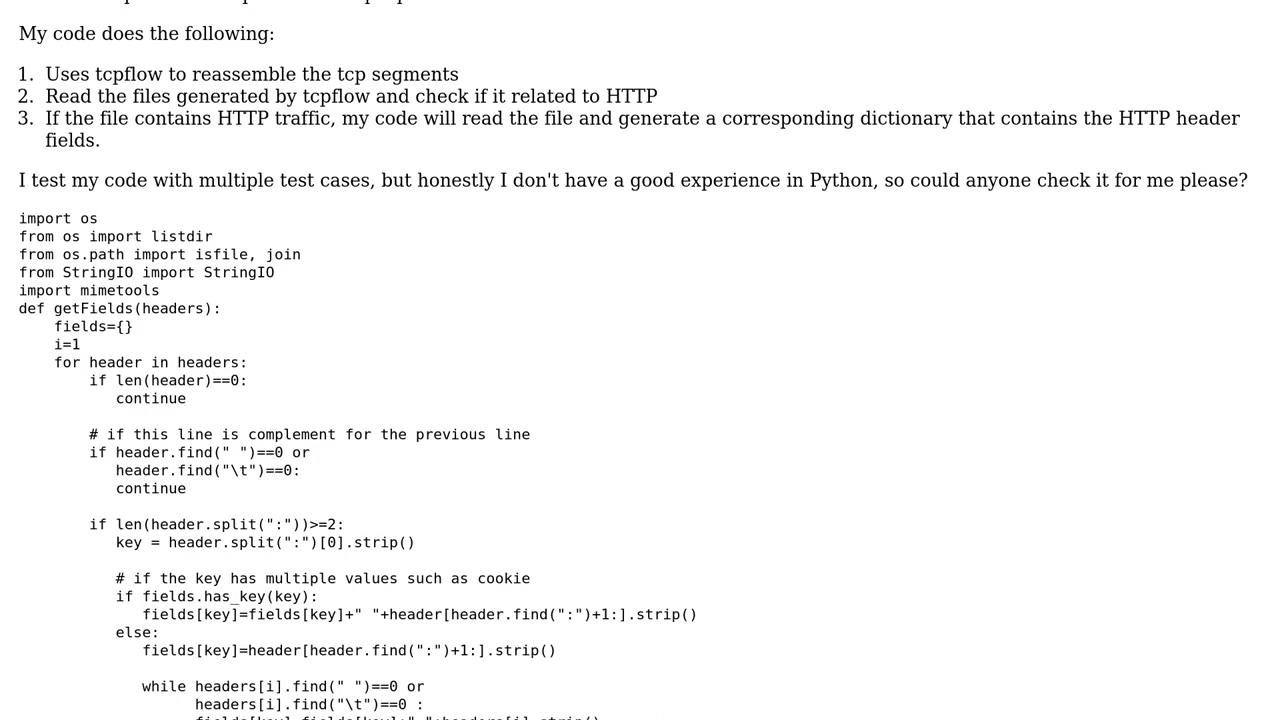 My code does the following:
1. Uses tcpflow to reassemble the tcp segments
2. Read the files generated by tcpflow and check if it related to HTTP
3. If the file contains HTTP traffic, my code will read the file and generate a corresponding dictionary that contains the HTTP header
fields.
I test my code with multiple test cases, but honestly I don't have a good experience in Python, so could anyone check it for me please?
import os
from os import listdir
from os.path import isfile, join
from StringIO import StringIO
import mimetools
def getFields(headers):
    fields={}
    i=1
    for header in headers:
        if len(header)==0:
           continue
        # if this line is complement for the previous line
        if header.find(" ")==0 or
           header.find("\t")==0:
           continue
        if len(header.split(":"))>=2:
           key = header.split(":")[0].strip()
           # if the key has multiple values such as cookie
           if fields.has_key(key):
              fields[key]=fields[key]+" "+header[header.find(":")+1:].strip()
           else:
              fields[key]=header[header.find(":")+1:].strip()
              while headers[i].find(" ")==0 or
                    headers[i].find("\t")==0 :